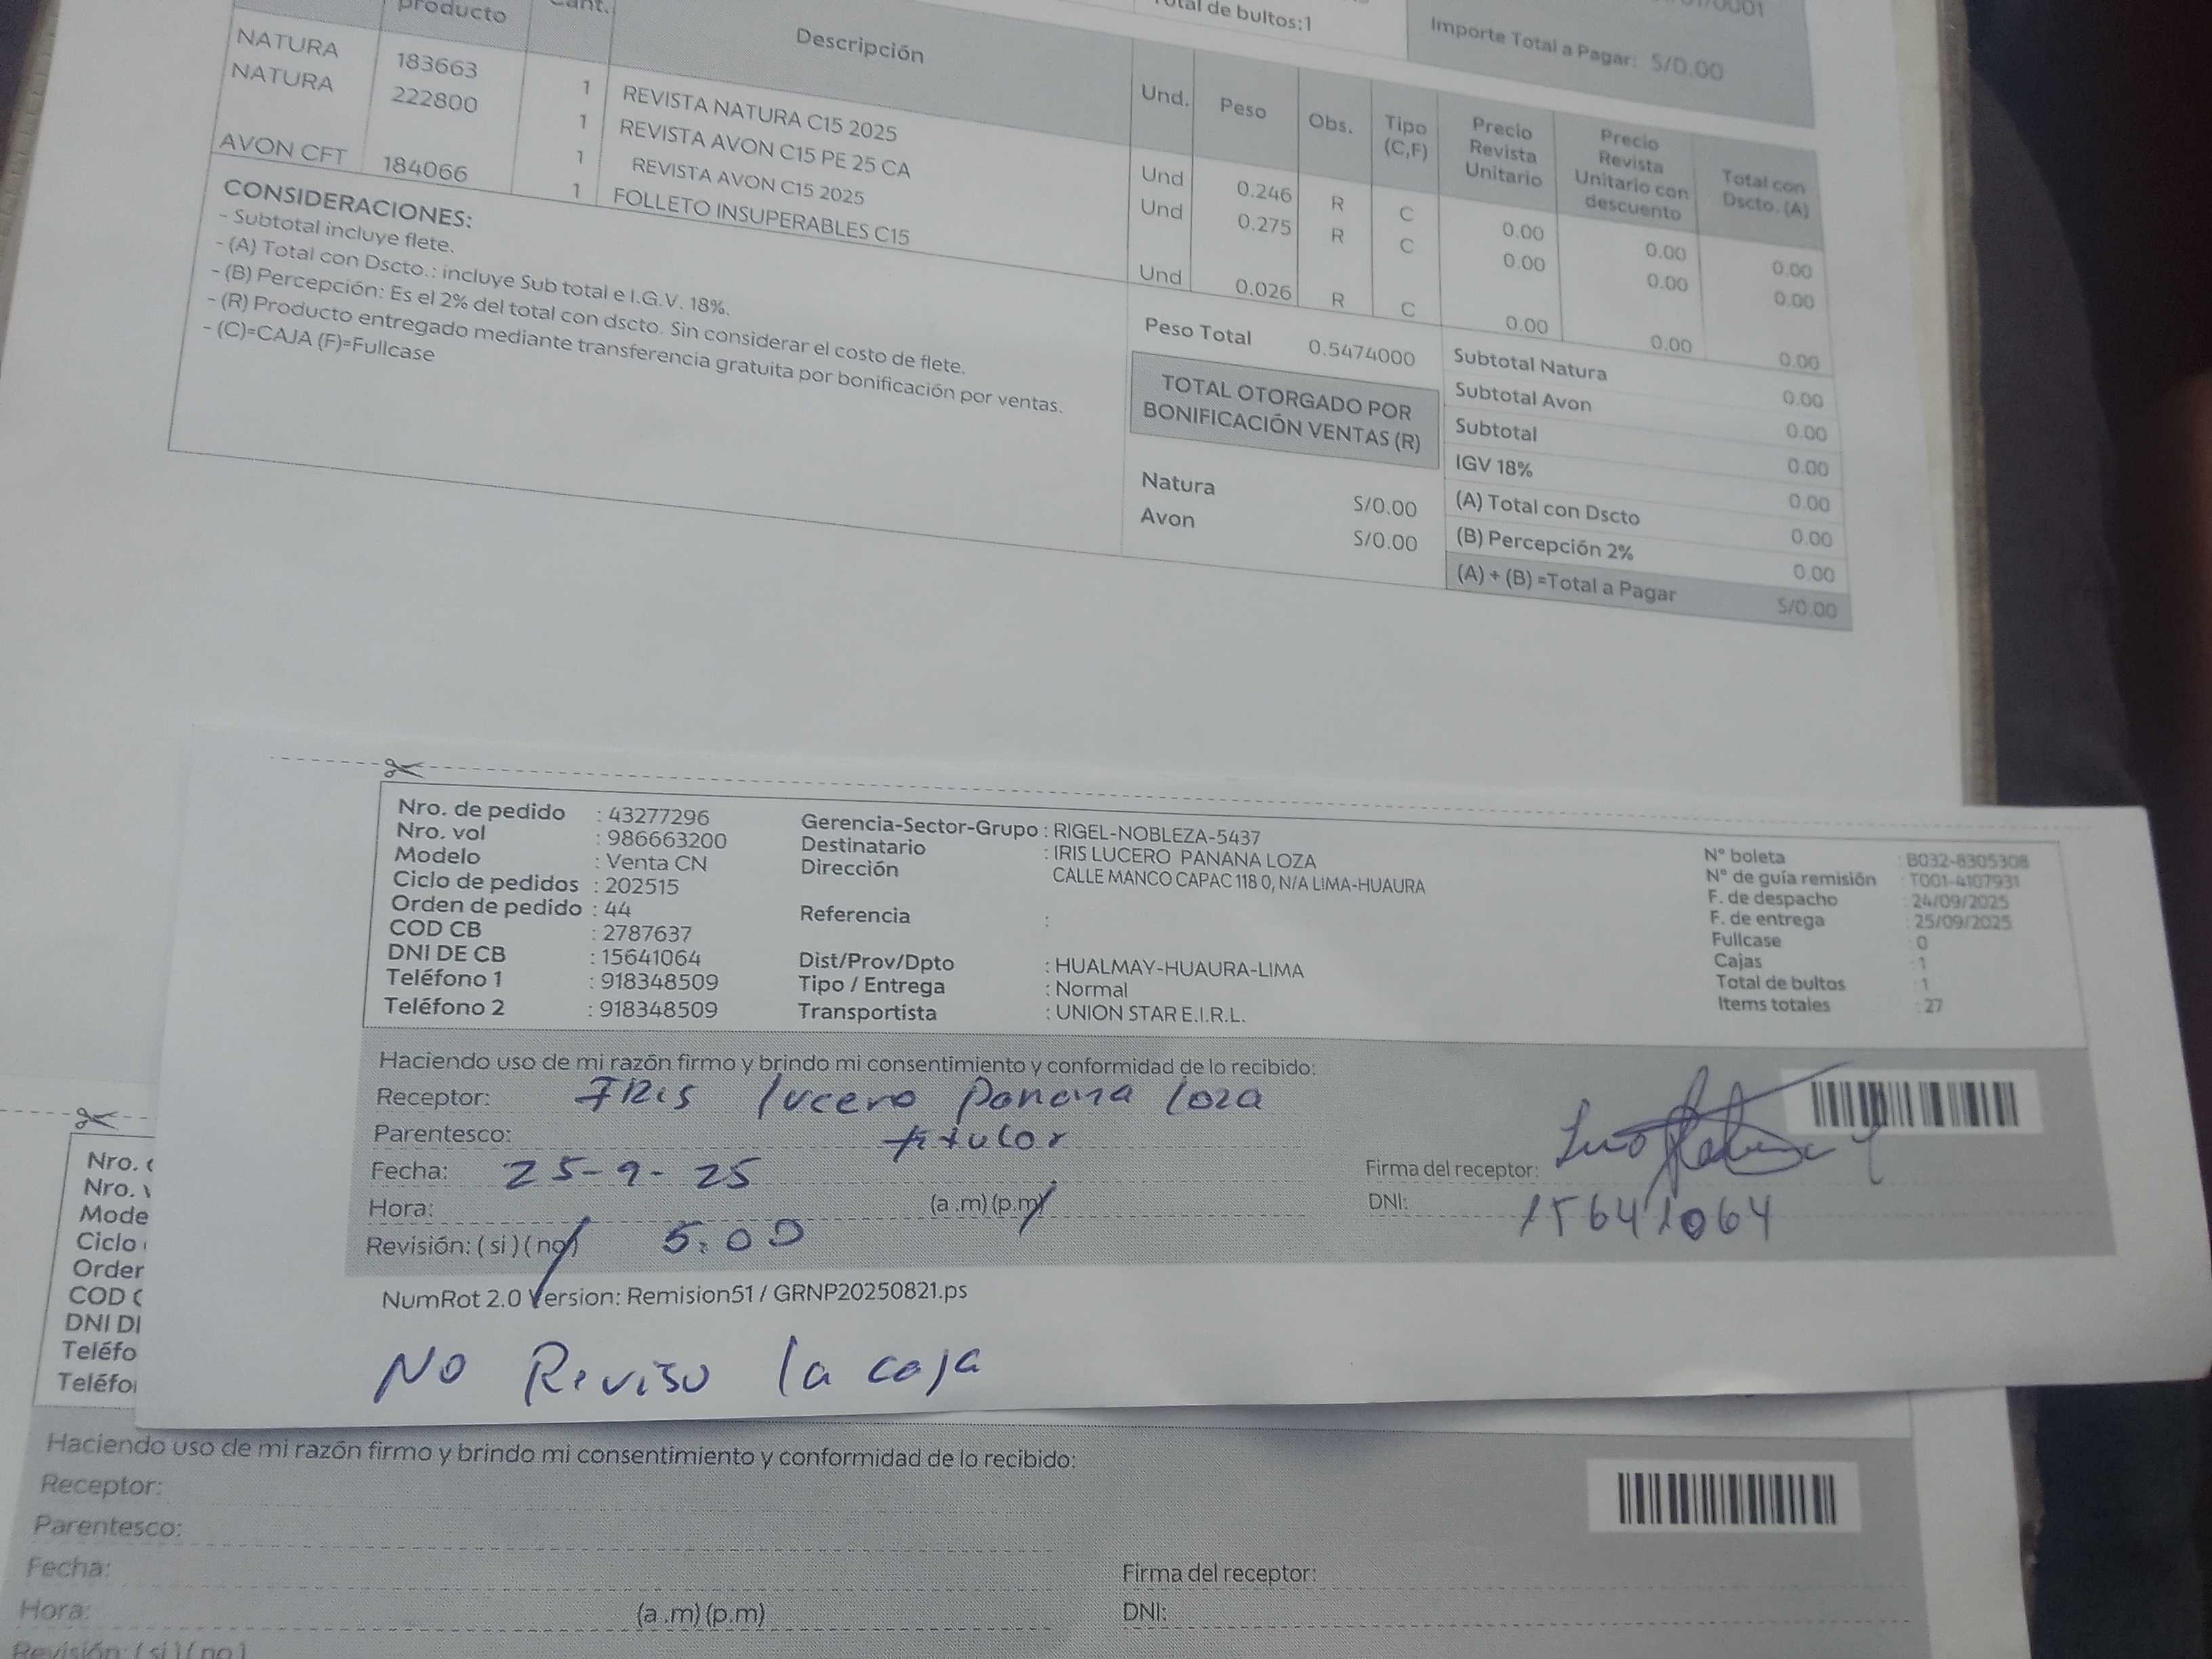 producto
Cant.
Descripción
Total de bultos:1
Importe Total a Pagar: S/0.00
Und.
Peso
Obs.
Tipo (C,F)
Precio Revista Unitario
Precio Revista Unitario con descuento
Total con Dscto. (A)
NATURA 183663 1 REVISTA NATURA C15 2025 Und 0.246 R C 0.00 0.00 0.00
NATURA 222800 1 REVISTA AVON C15 PE 25 CA Und 0.275 R C 0.00 0.00 0.00
1 REVISTA AVON C15 2025
AVON CFT 184066 1 FOLLETO INSUPERABLES C15 Und 0.026 R C 0.00 0.00 0.00
CONSIDERACIONES:
- Subtotal incluye flete.
- (A) Total con Dscto.: incluye Sub total e I.G.V. 18%.
- (B) Percepción: Es el 2% del total con dscto. Sin considerar el costo de flete.
- (R) Producto entregado mediante transferencia gratuita por bonificación por ventas.
- (C)=CAJA (F)=Fullcase
Peso Total 0.5474000
TOTAL OTORGADO POR
BONIFICACIÓN VENTAS (R)
Natura S/0.00
Avon S/0.00
Subtotal Natura 0.00
Subtotal Avon 0.00
Subtotal 0.00
IGV 18% 0.00
(A) Total con Dscto 0.00
(B) Percepción 2% 0.00
(A) + (B) =Total a Pagar S/0.00
Nro. de pedido : 43277296
Nro. vol : 986663200
Modelo : Venta CN
Ciclo de pedidos : 202515
Orden de pedido : 44
COD CB : 2787637
DNI DE CB : 15641064
Teléfono 1 : 918348509
Teléfono 2 : 918348509
Gerencia-Sector-Grupo : RIGEL-NOBLEZA-5437
Destinatario : IRIS LUCERO PANANA LOZA
Dirección CALLE MANCO CAPAC 118 0, N/A LIMA-HUAURA
Referencia :
Dist/Prov/Dpto : HUALMAY-HUAURA-LIMA
Tipo / Entrega : Normal
Transportista : UNION STAR E.I.R.L.
N° boleta : B032-8305308
N° de guía remisión : T001-4107931
F. de despacho : 24/09/2025
F. de entrega : 25/09/2025
Fullcase : 0
Cajas : 1
Total de bultos : 1
Items totales : 27
Haciendo uso de mi razón firmo y brindo mi consentimiento y conformidad de lo recibido:
Receptor: IRIS lucero Panana loza
Parentesco: titular
Fecha: 25-9-25
Hora: (a .m) (p.m)
Revisión: ( si ) ( no ) 5:00
Firma del receptor:
DNI: 15641064
NumRot 2.0 Version: Remision51 / GRNP20250821.ps
NO Reviso la caja
Nro. 
Nro. v
Mode
Ciclo
Order
COD C
DNI DI
Teléfo
Teléfo
Haciendo uso de mi razón firmo y brindo mi consentimiento y conformidad de lo recibido:
Receptor:
Parentesco:
Fecha:
Hora: (a .m) (p.m)
Revisión: ( si ) ( no )
Firma del receptor:
DNI: